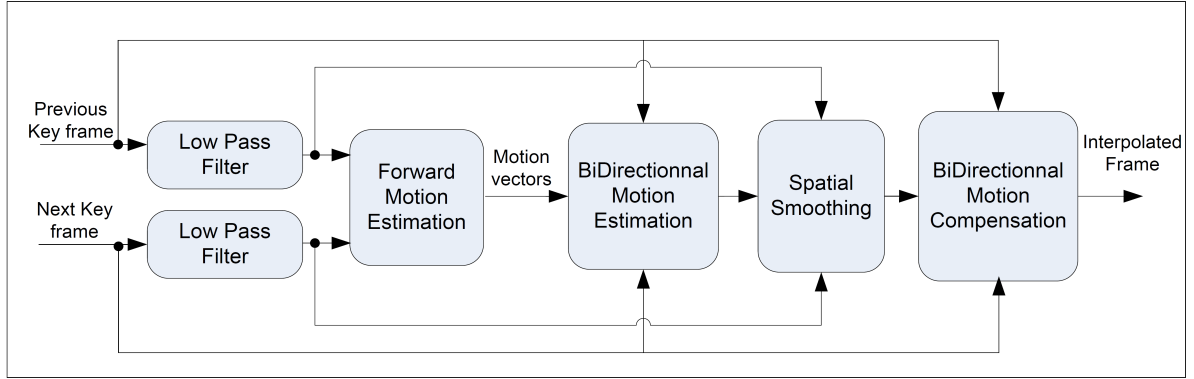 Previous
Key frame
Low Pass
Filter
Next Key
frame
Low Pass
Filter
Forward
Motion
Estimation
Motion
vectors
BiDirectionnal
Motion
Estimation
Spatial
Smoothing
BiDirectionnal
Motion
Compensation
Interpolated
Frame